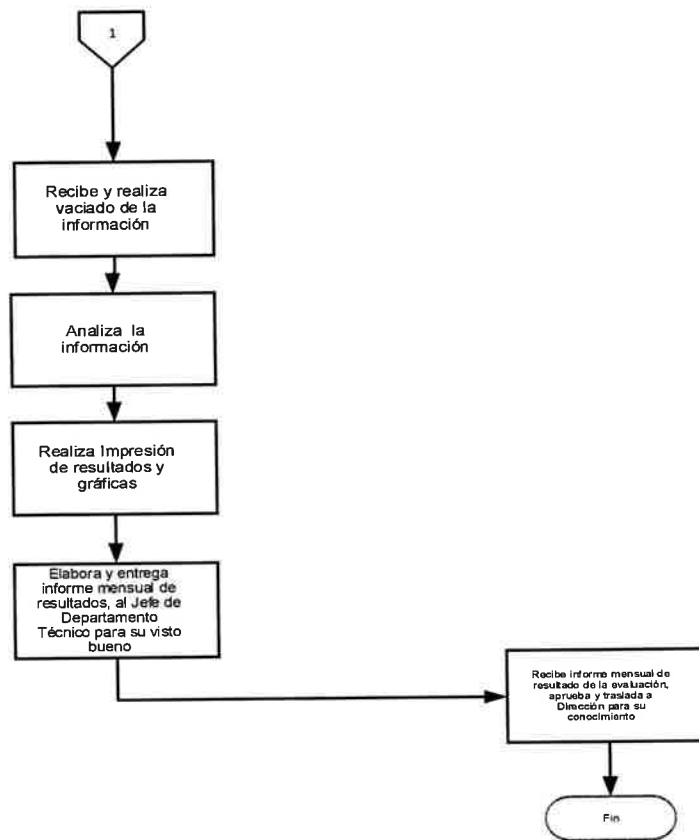 1
Recibe y realiza
vaciado de la
información
Analiza la
información
Realiza Impresión
de resultados y
gráficas
Elabora y entrega
informe mensual de
resultados, al Jefe de
Departamento
Técnico para su visto
bueno
Recibe informe mensual de
resultado de la evaluación,
aprueba y traslada a
Dirección para su
conocimiento
Fin